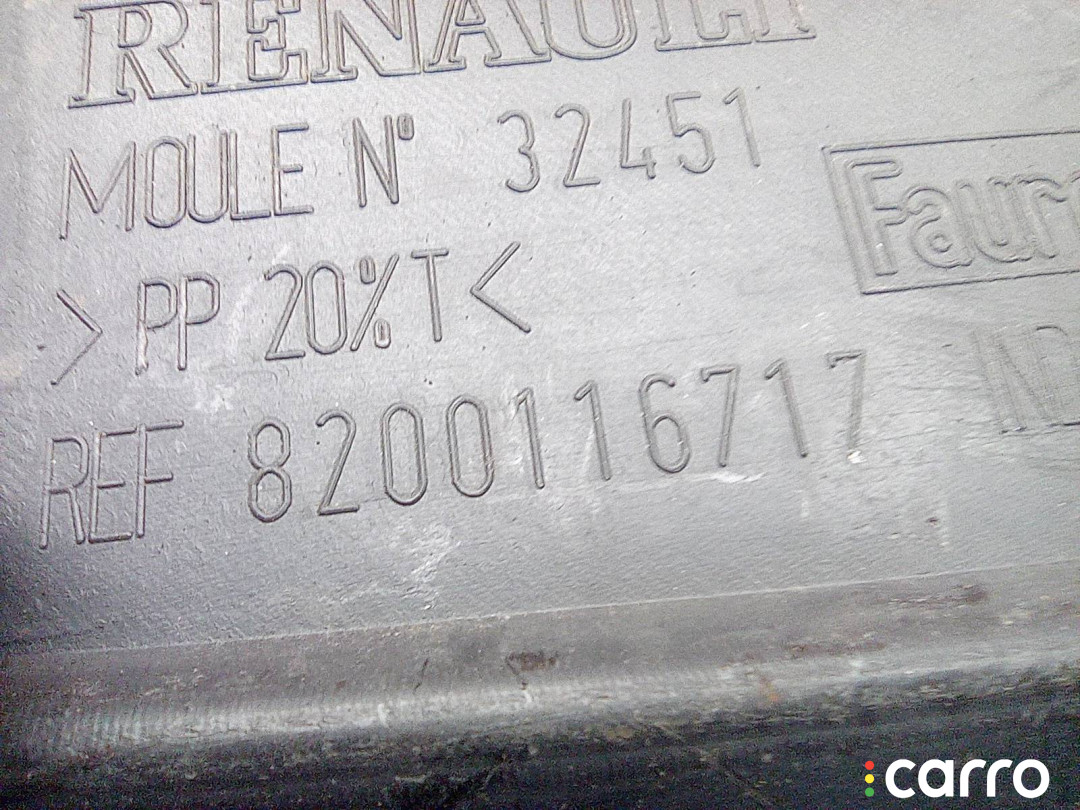 RENAULT
MOULE N° 32451
>PP 20%T<
REF 8200116717
carro